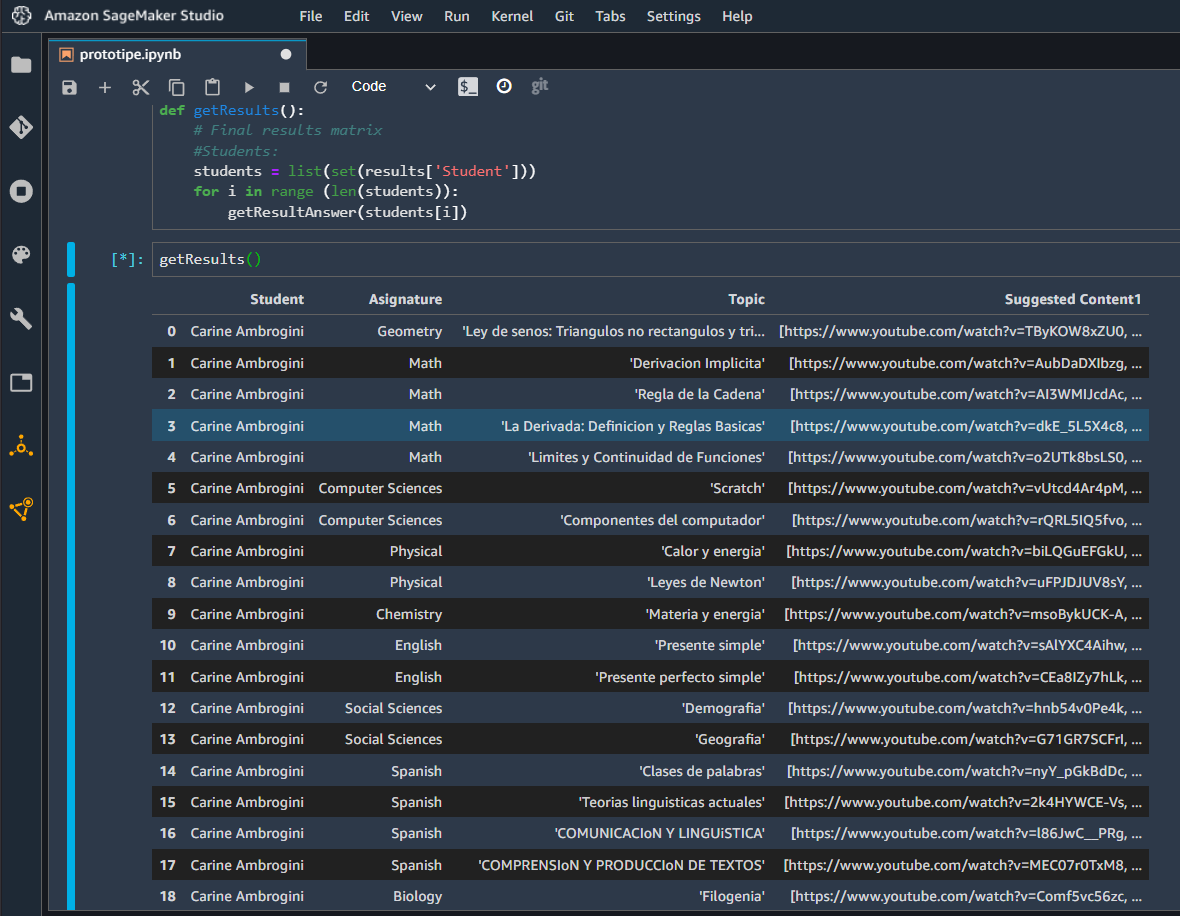 Amazon SageMaker Studio File Edit View Run Kernel Git Tabs Settings Help
prototipe.ipynb
Code $_ git
def getResults():
# Final results matrix
#Students:
students = list(set(results['Student']))
for i in range (len(students)):
getResultAnswer(students[i])
[*]: getResults()
Student Asignature Topic Suggested Content1
0 Carine Ambrogini Geometry 'Ley de senos: Triangulos no rectangulos y tri... [https://www.youtube.com/watch?v=TByKOW8xZU0, ...
1 Carine Ambrogini Math 'Derivacion Implicita' [https://www.youtube.com/watch?v=AubDaDXIbzg, ...
2 Carine Ambrogini Math 'Regla de la Cadena' [https://www.youtube.com/watch?v=AI3WMIJcdAc, ...
3 Carine Ambrogini Math 'La Derivada: Definicion y Reglas Basicas' [https://www.youtube.com/watch?v=dkE_5L5X4c8, ...
4 Carine Ambrogini Math 'Limites y Continuidad de Funciones' [https://www.youtube.com/watch?v=o2UTk8bsLS0, ...
5 Carine Ambrogini Computer Sciences 'Scratch' [https://www.youtube.com/watch?v=vUtcd4Ar4pM, ...
6 Carine Ambrogini Computer Sciences 'Componentes del computador' [https://www.youtube.com/watch?v=rQRL5IQ5fvo, ...
7 Carine Ambrogini Physical 'Calor y energia' [https://www.youtube.com/watch?v=biLQGuEFGkU, ...
8 Carine Ambrogini Physical 'Leyes de Newton' [https://www.youtube.com/watch?v=uFPJDJUV8sY, ...
9 Carine Ambrogini Chemistry 'Materia y energia' [https://www.youtube.com/watch?v=msoBykUCK-A, ...
10 Carine Ambrogini English 'Presente simple' [https://www.youtube.com/watch?v=sAlYXC4Aihw, ...
11 Carine Ambrogini English 'Presente perfecto simple' [https://www.youtube.com/watch?v=CEa8IZy7hLk, ...
12 Carine Ambrogini Social Sciences 'Demografia' [https://www.youtube.com/watch?v=hnb54v0Pe4k, ...
13 Carine Ambrogini Social Sciences 'Geografia' [https://www.youtube.com/watch?v=G71GR7SCFrI, ...
14 Carine Ambrogini Spanish 'Clases de palabras' [https://www.youtube.com/watch?v=nyY_pGkBdDc, ...
15 Carine Ambrogini Spanish 'Teorias linguisticas actuales' [https://www.youtube.com/watch?v=2k4HYWCE-Vs, ...
16 Carine Ambrogini Spanish 'COMUNICACIoN Y LINGUiSTICA' [https://www.youtube.com/watch?v=l86JwC__PRg, ...
17 Carine Ambrogini Spanish 'COMPRENSIoN Y PRODUCCIoN DE TEXTOS' [https://www.youtube.com/watch?v=MEC07r0TxM8, ...
18 Carine Ambrogini Biology 'Filogenia' [https://www.youtube.com/watch?v=Comf5vc56zc, ...